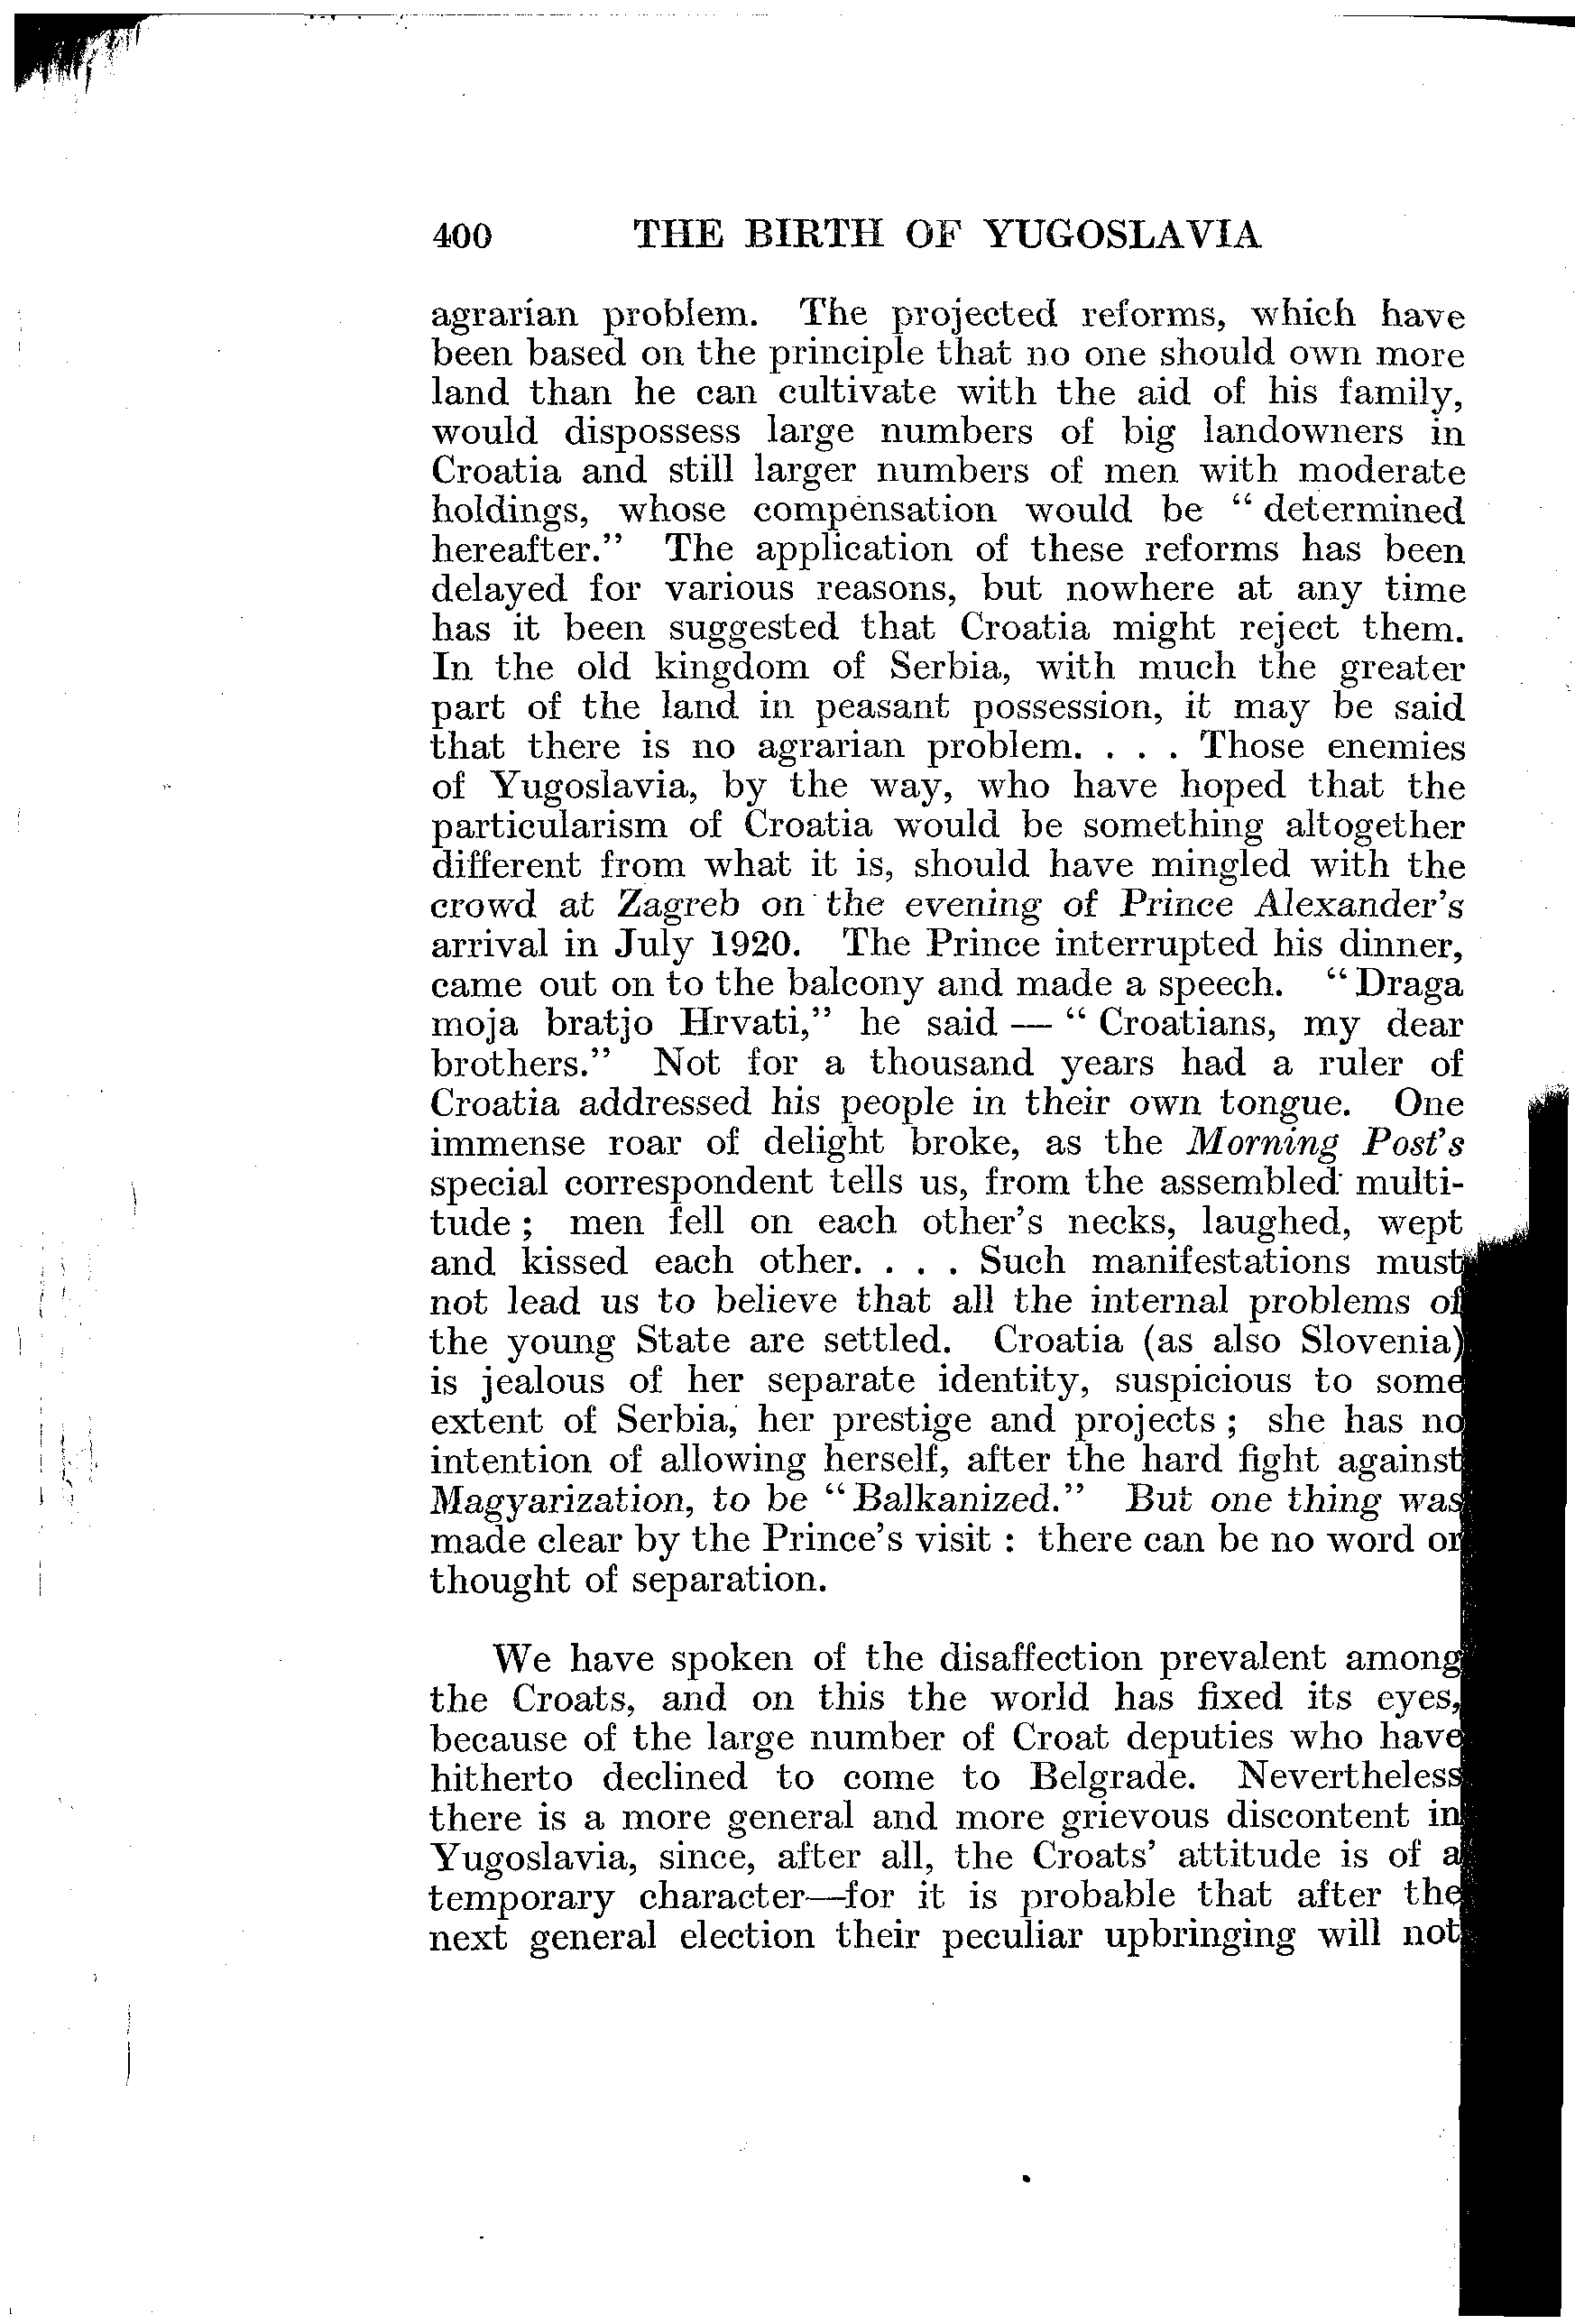 400 THE BIRTH OF YUGOSLAVIA
agrarian problem. The projected reforms, which have
been based on the principle that no one should own more
land than he can cultivate with the aid of his family,
would dispossess large numbers of big landowners in
Croatia and still larger numbers of men with moderate
holdings, whose compensation would be “ determined
hereafter.” The application of these reforms has been
delayed for various reasons, but nowhere at any time
has it been suggested that Croatia might reject them.
In the old kingdom of Serbia, with much the greater
part of the land in peasant possession, it may be said
that there is no agrarian problem. . . . Those enemies
of Yugoslavia, by the way, who have hoped that the
particularism of Croatia would be something altogether
different from what it is, should have mingled with the
crowd at Zagreb on the evening of Prince Alexander’s
arrival in July 1920. The Prince interrupted his dinner,
came out on to the balcony and made a speech. “ Draga
moja bratjo Hrvati,” he said — “ Croatians, my dear
brothers.” Not for a thousand years had a ruler of
Croatia addressed his people in their own tongue. One
immense roar of delight broke, as the Morning Post’s
special correspondent tells us, from the assembled multi-
tude ; men fell on each other’s necks, laughed, wept
and kissed each other. . . . Such manifestations must
not lead us to believe that all the internal problems of
the young State are settled. Croatia (as also Slovenia)
is jealous of her separate identity, suspicious to some
extent of Serbia, her prestige and projects ; she has no
intention of allowing herself, after the hard fight against
Magyarization, to be “ Balkanized.” But one thing was
made clear by the Prince’s visit : there can be no word or
thought of separation.
We have spoken of the disaffection prevalent among
the Croats, and on this the world has fixed its eyes,
because of the large number of Croat deputies who have
hitherto declined to come to Belgrade. Nevertheless
there is a more general and more grievous discontent in
Yugoslavia, since, after all, the Croats’ attitude is of a
temporary character—for it is probable that after the
next general election their peculiar upbringing will not